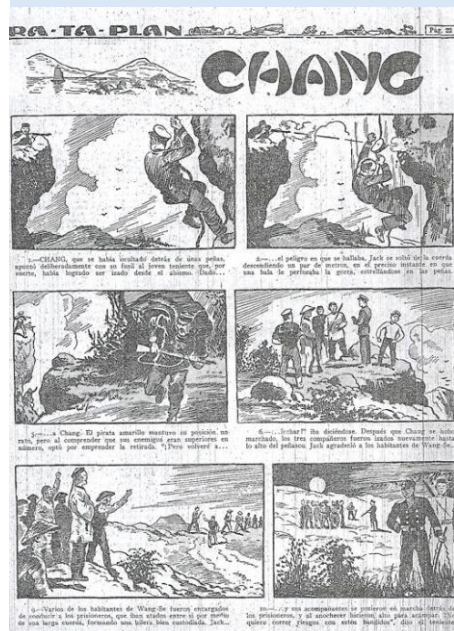 RA-TA-PLAN
Pág. 22
CHANG
1.—CHANG, que se había ocultado detrás de unas peñas,
apuntó deliberadamente con su fusil al joven teniente que, por
suerte, había logrado ser izado desde el abismo. Dado...
2.—...el peligro en que se hallaba, Jack se soltó de la cuerda
descendiendo un par de metros, en el preciso instante en que
una bala le perforaba la gorra, estrellándose en las peñas.
5.—...a Chang. El pirata amarillo mantuvo su posición un
rato, pero al comprender que sus enemigos eran superiores en
número, optó por emprender la retirada. "¡Pero volveré a...
6.—...luchar!" iba diciéndose. Después que Chang se hubo
marchado, los tres compañeros fueron izados nuevamente hasta
lo alto del peñasco. Jack agradeció a los habitantes de Wang-Se...
9.—Varios de los habitantes de Wang-Se fueron encargados
de conducir a los prisioneros, que iban atados entre sí por medio
de una larga cuerda, formando una hilera bien custodiada. Jack...
10.—...y sus acompañantes se pusieron en marcha detrás de
los prisioneros, y al anochecer hicieron alto para acampar. "No
quiero correr riesgos con estos bandidos", dijo el teniente